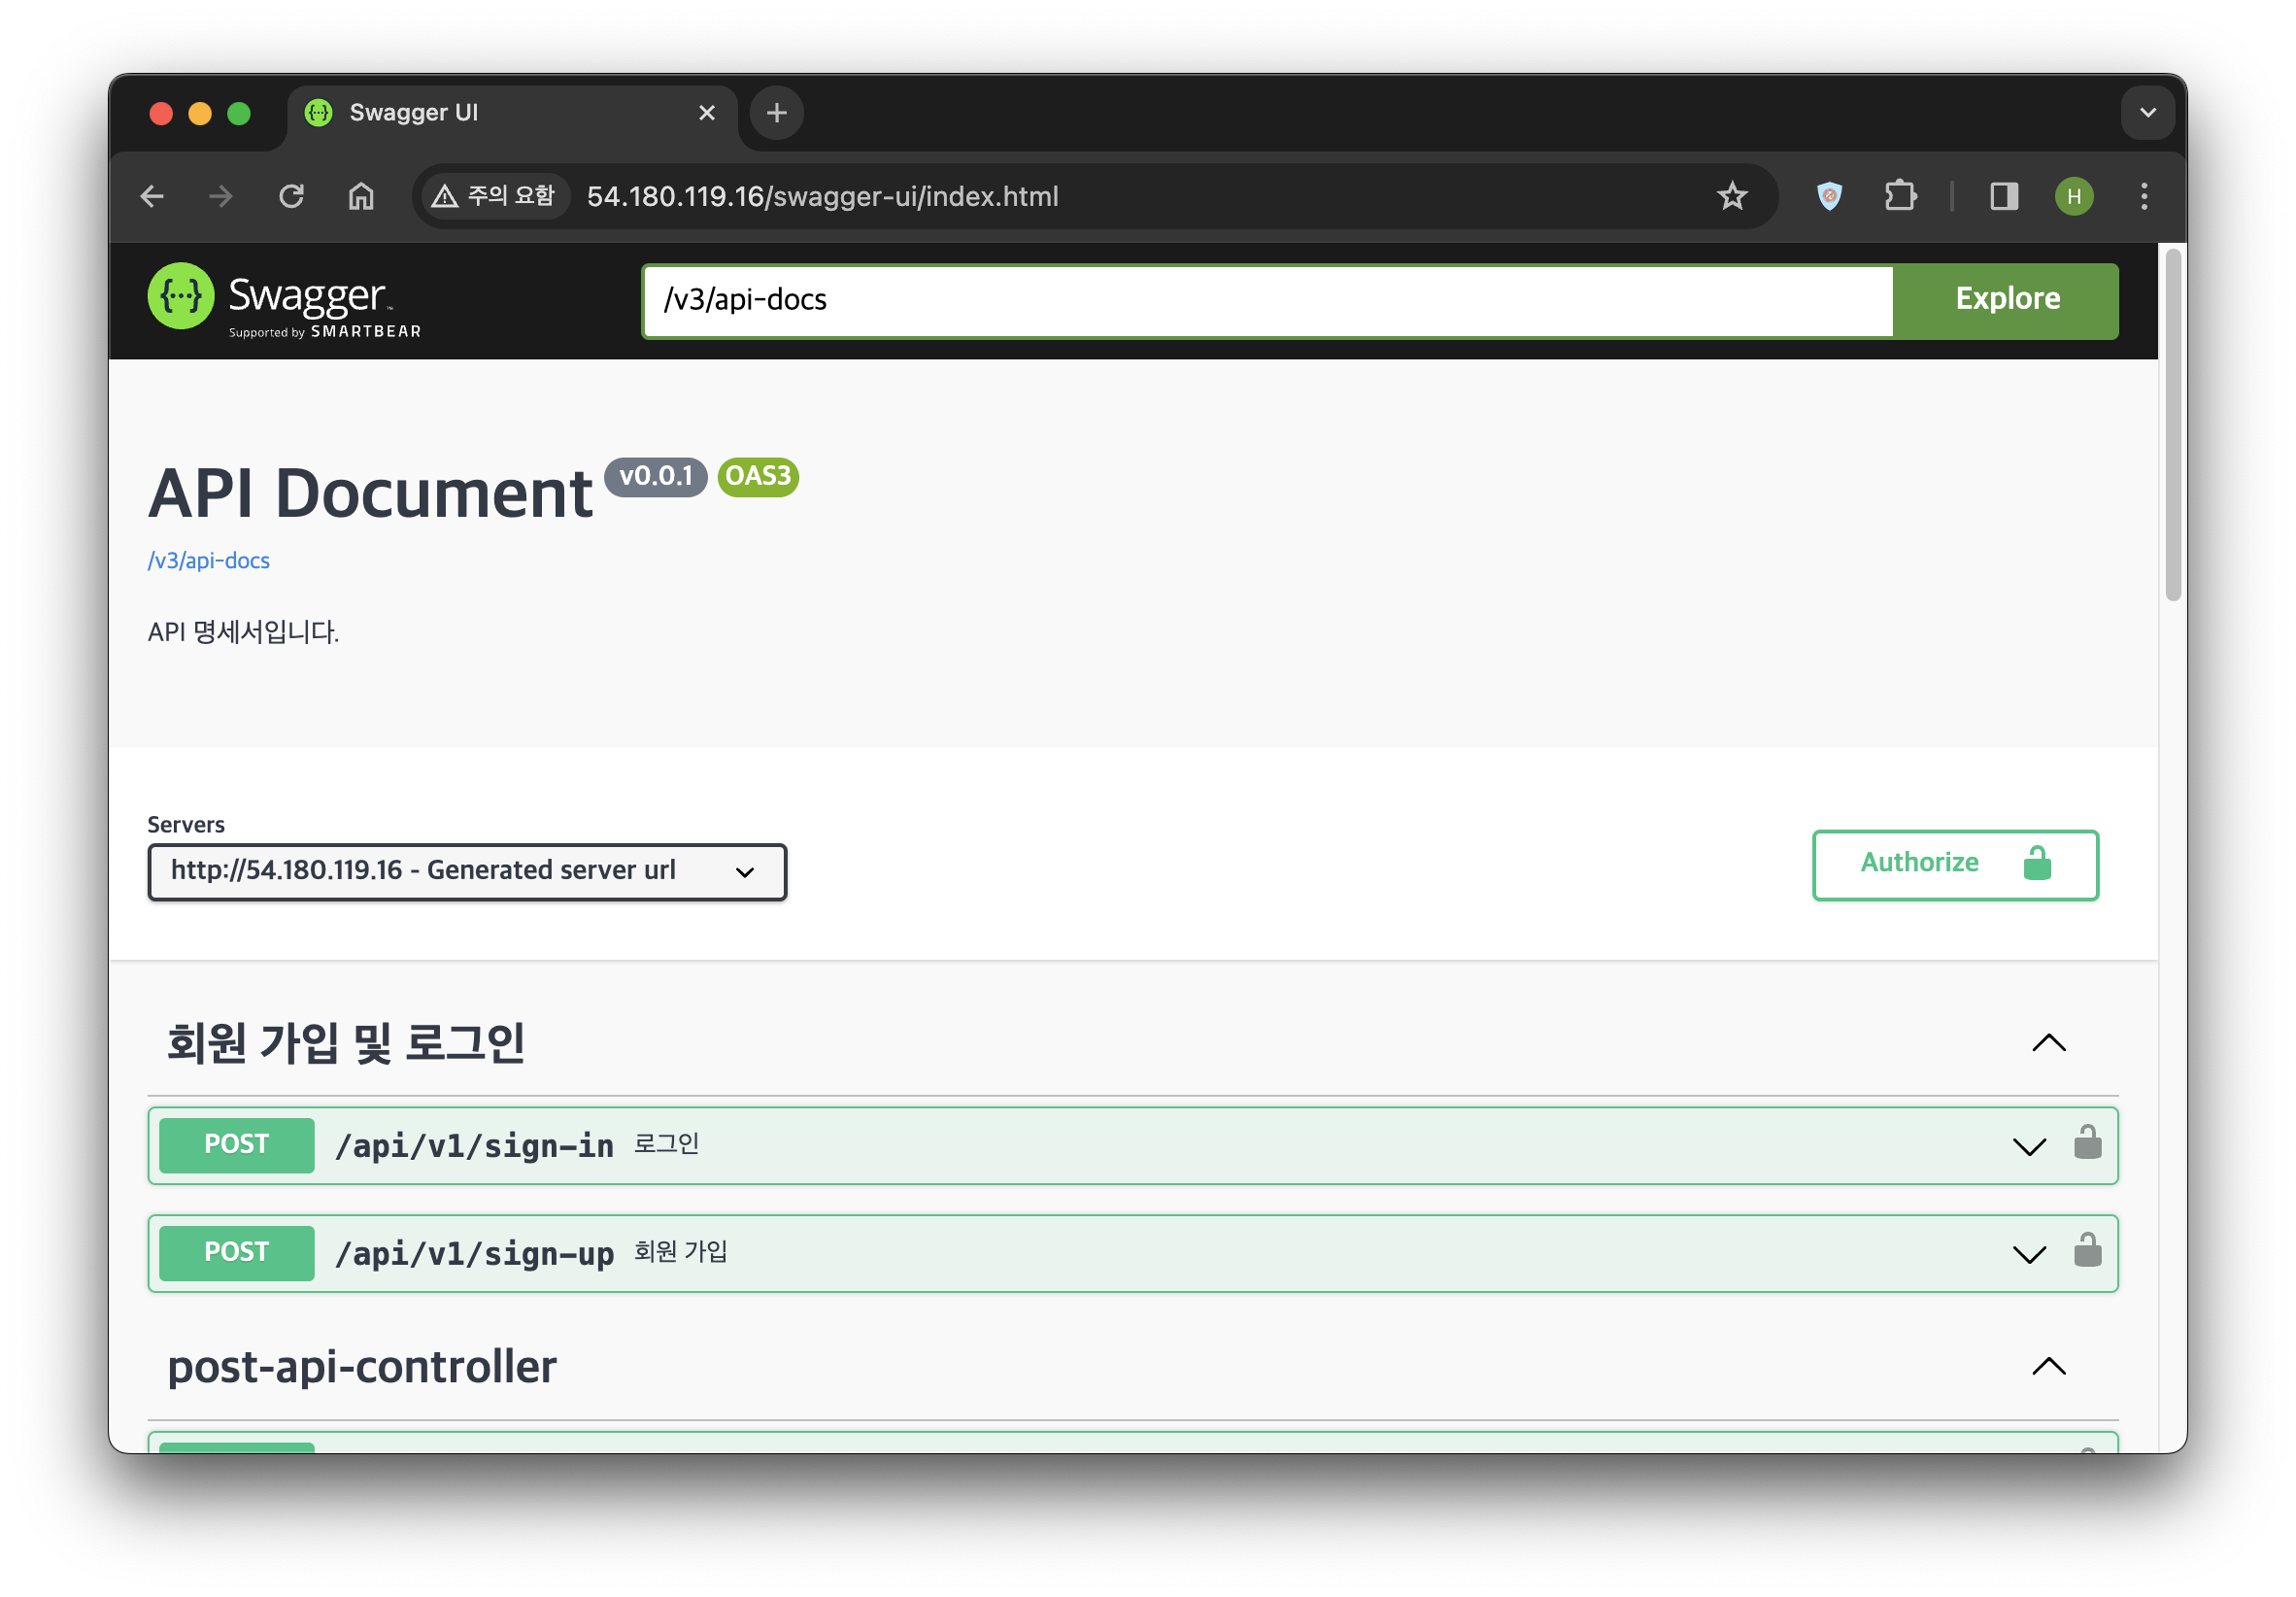 Swagger UI
주의 요함 54.180.119.16/swagger-ui/index.html
H
{···} Swagger™
Supported by SMARTBEAR
/v3/api-docs
Explore
API Document v0.0.1 OAS3
/v3/api-docs
API 명세서입니다.
Servers
http://54.180.119.16 - Generated server url
Authorize
회원 가입 및 로그인
POST /api/v1/sign-in 로그인
POST /api/v1/sign-up 회원 가입
post-api-controller